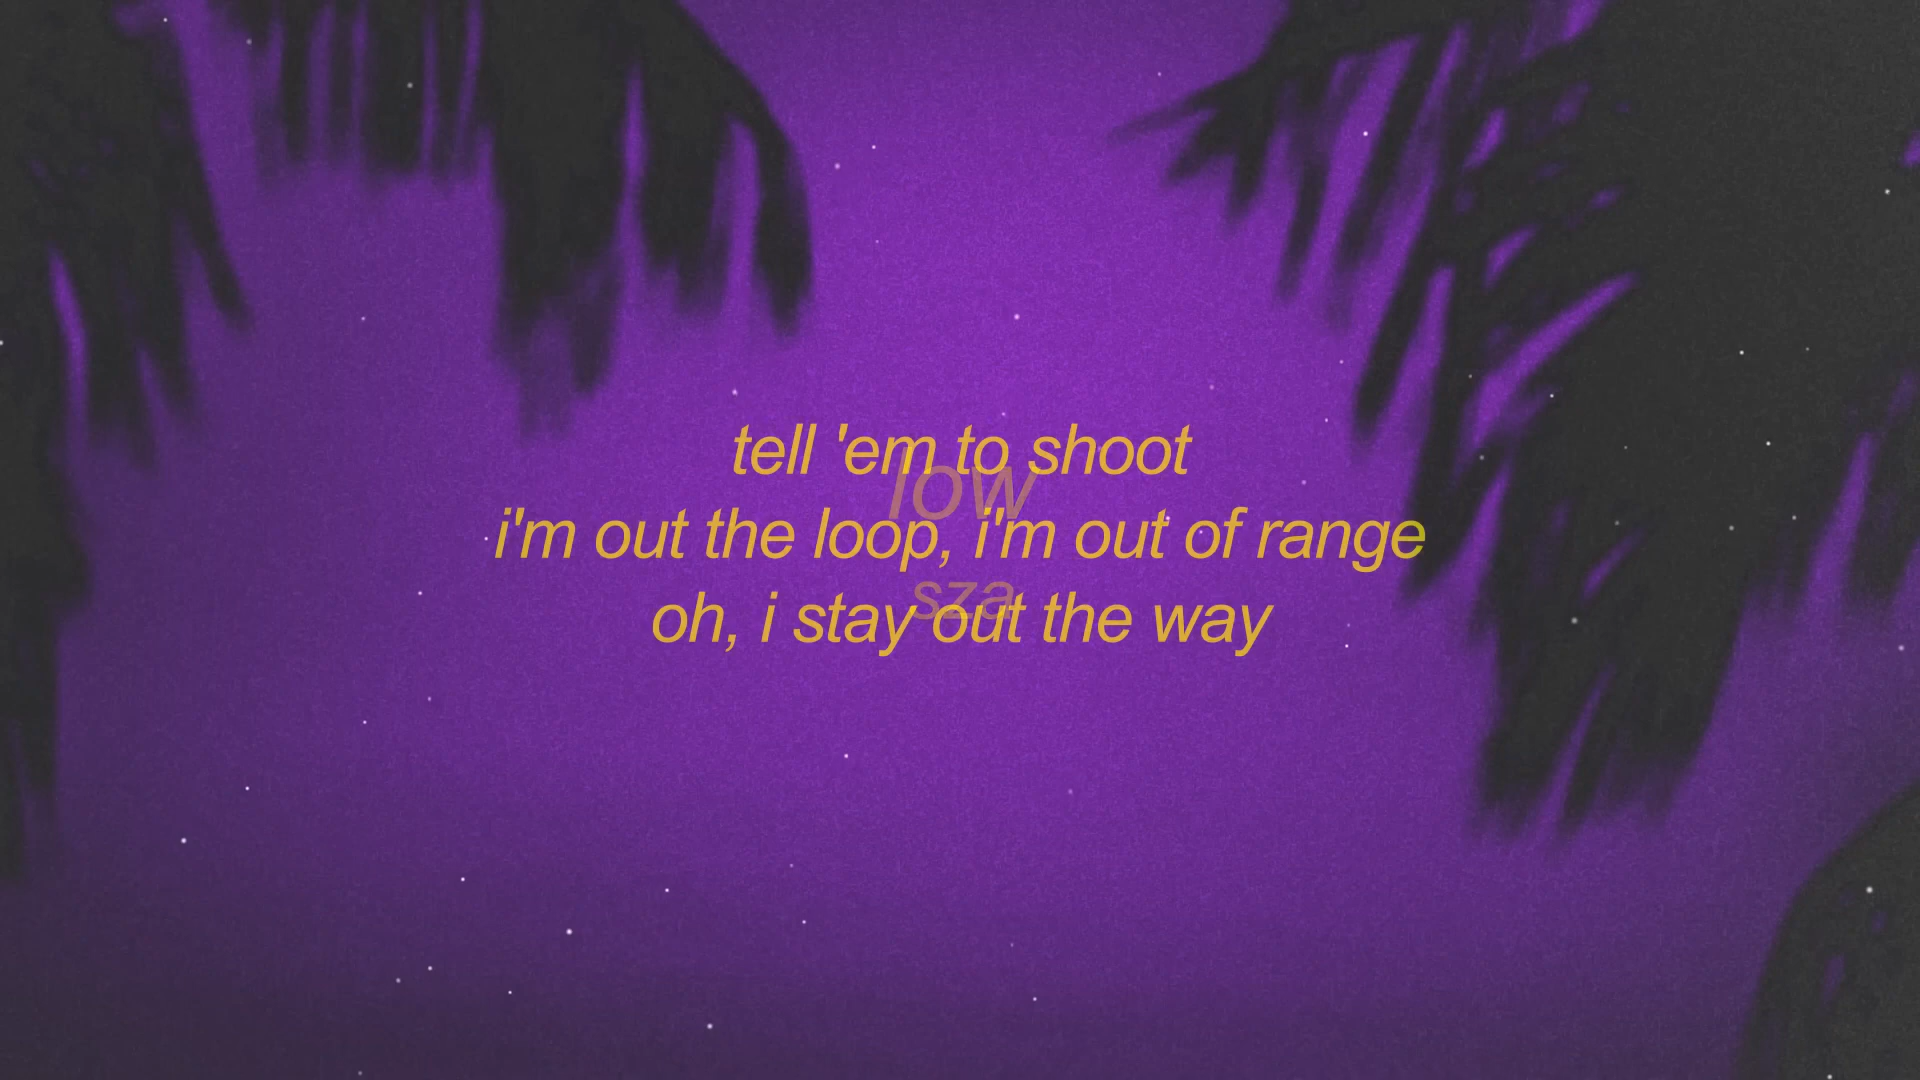 tell 'em to shoot
low
i'm out the loop, i'm out of range
sza
oh, i stay out the way